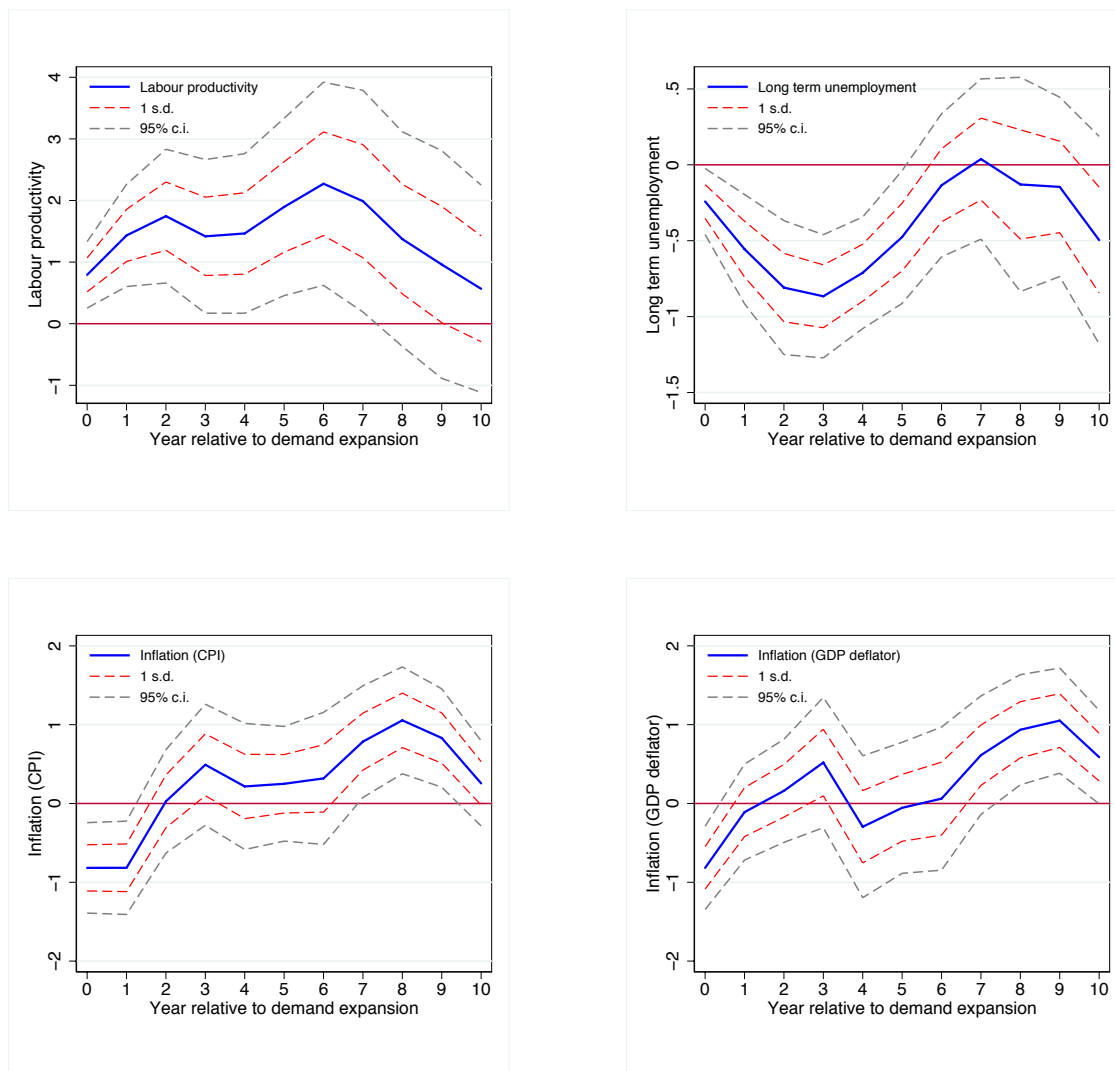 Labour productivity
1 s.d.
95% c.i.
Labour productivity
4
3
2
1
0
-1
0 1 2 3 4 5 6 7 8 9 10
Year relative to demand expansion
Long term unemployment
1 s.d.
95% c.i.
Long term unemployment
.5
0
-.5
-1
-1.5
0 1 2 3 4 5 6 7 8 9 10
Year relative to demand expansion
Inflation (CPI)
1 s.d.
95% c.i.
Inflation (CPI)
2
1
0
-1
-2
0 1 2 3 4 5 6 7 8 9 10
Year relative to demand expansion
Inflation (GDP deflator)
1 s.d.
95% c.i.
Inflation (GDP deflator)
2
1
0
-1
-2
0 1 2 3 4 5 6 7 8 9 10
Year relative to demand expansion